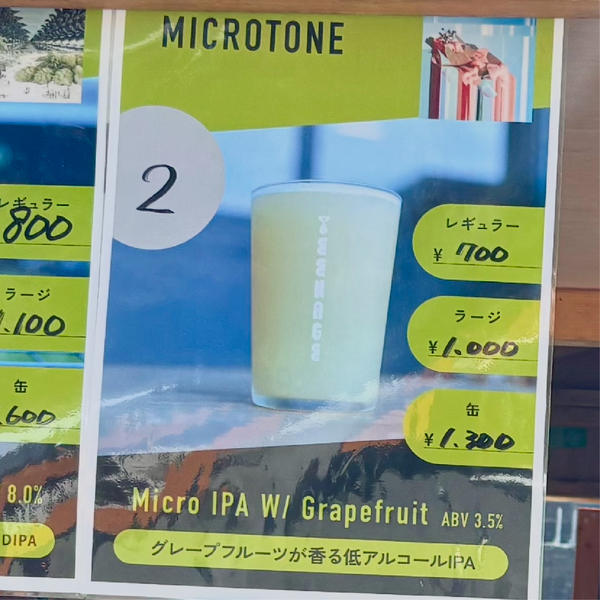 MICROTONE
2
TEENAGE
レギュラー
¥ 700
ラージ
¥ 1.000
缶
¥ 1.300
Micro IPA W/ Grapefruit ABV 3.5%
グレープフルーツが香る低アルコールIPA
レギュラー
800
ラージ
1.100
缶
.600
8.0%
DIPA